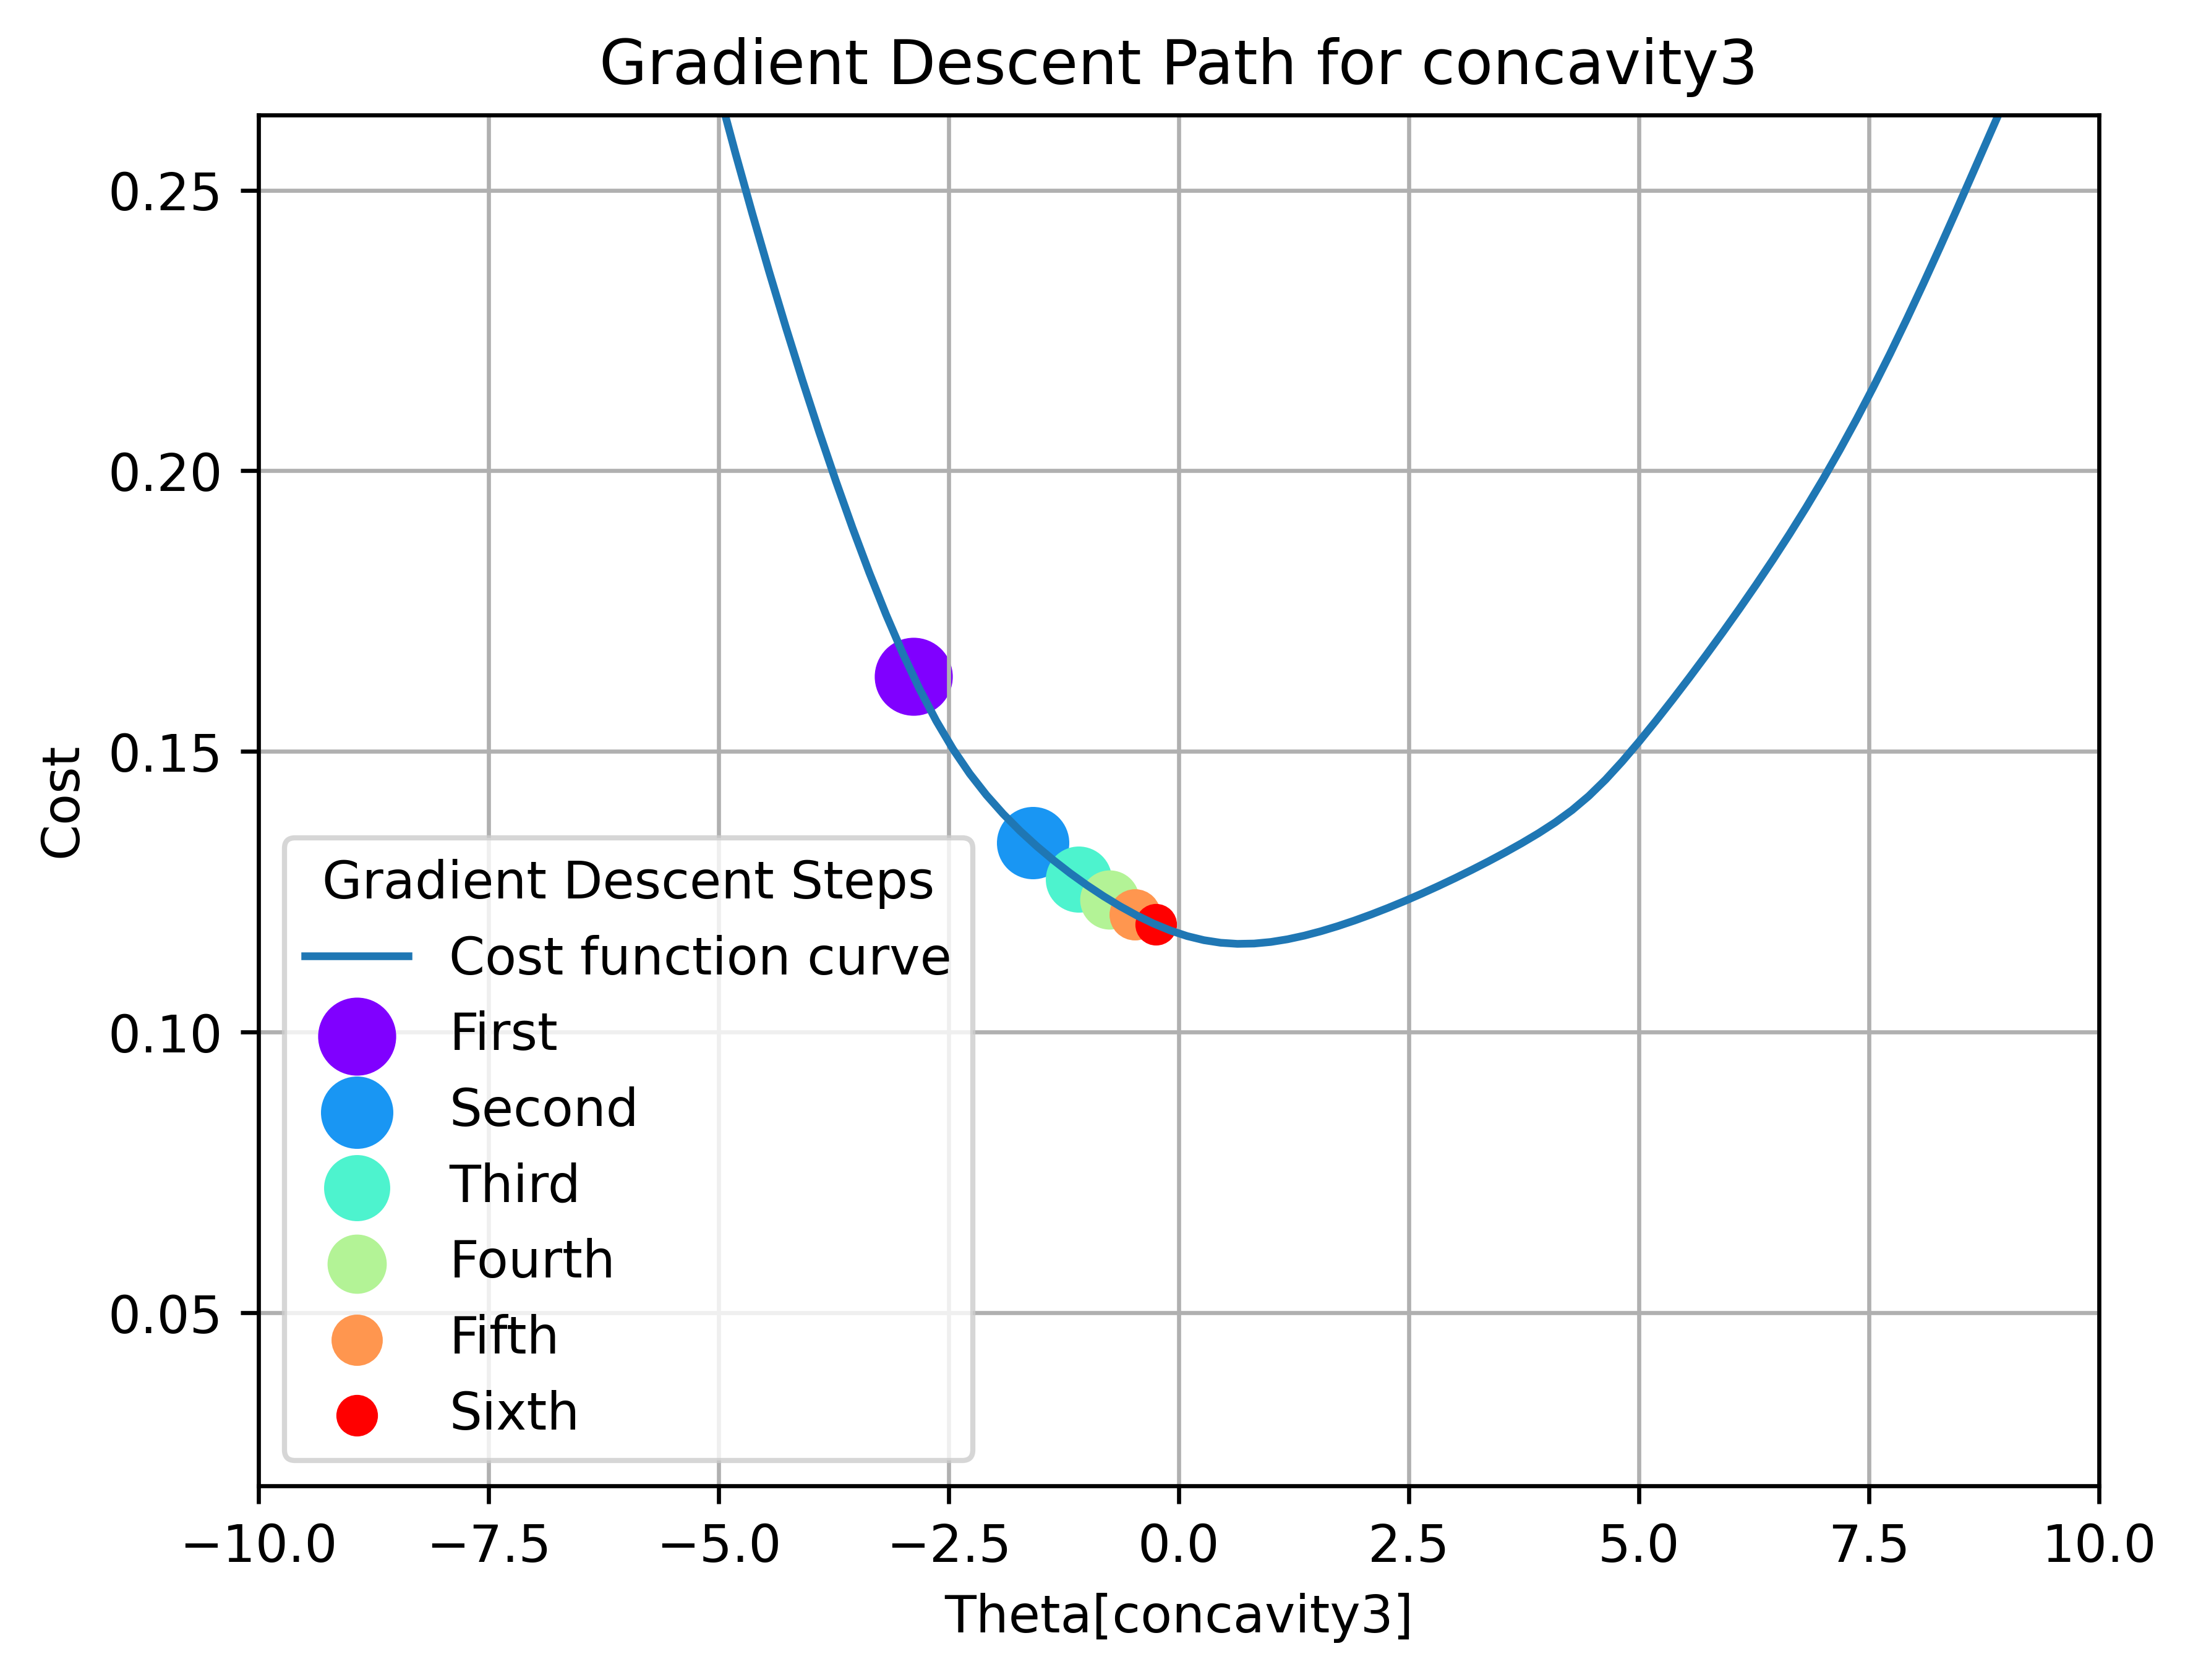 Gradient Descent Path for concavity3
0.25
0.20
0.15
0.10
0.05
Cost
Gradient Descent Steps
Cost function curve
First
Second
Third
Fourth
Fifth
Sixth
−10.0 −7.5 −5.0 −2.5 0.0 2.5 5.0 7.5 10.0
Theta[concavity3]